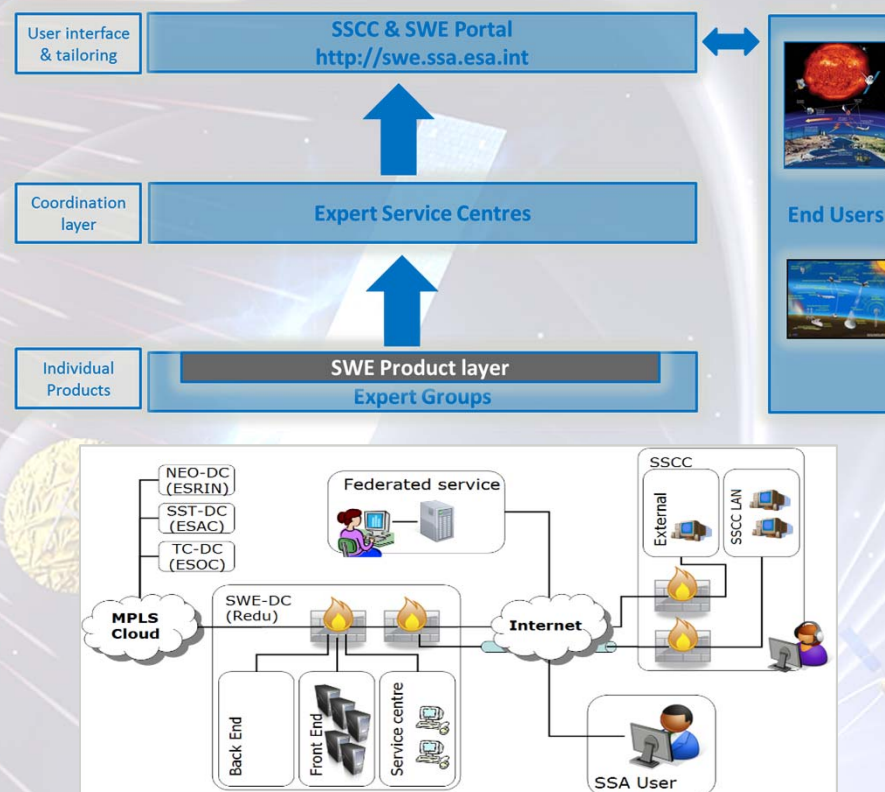 User interface
& tailoring
SSCC & SWE Portal
http://swe.ssa.esa.int
Coordination
layer
Expert Service Centres
End Users
Individual
Products
SWE Product layer
Expert Groups
NEO-DC
(ESRIN)
SST-DC
(ESAC)
TC-DC
(ESOC)
MPLS
Cloud
Federated service
SWE-DC
(Redu)
Back End
Front End
Service centre
Internet
SSCC
External
SSCC LAN
SSA User